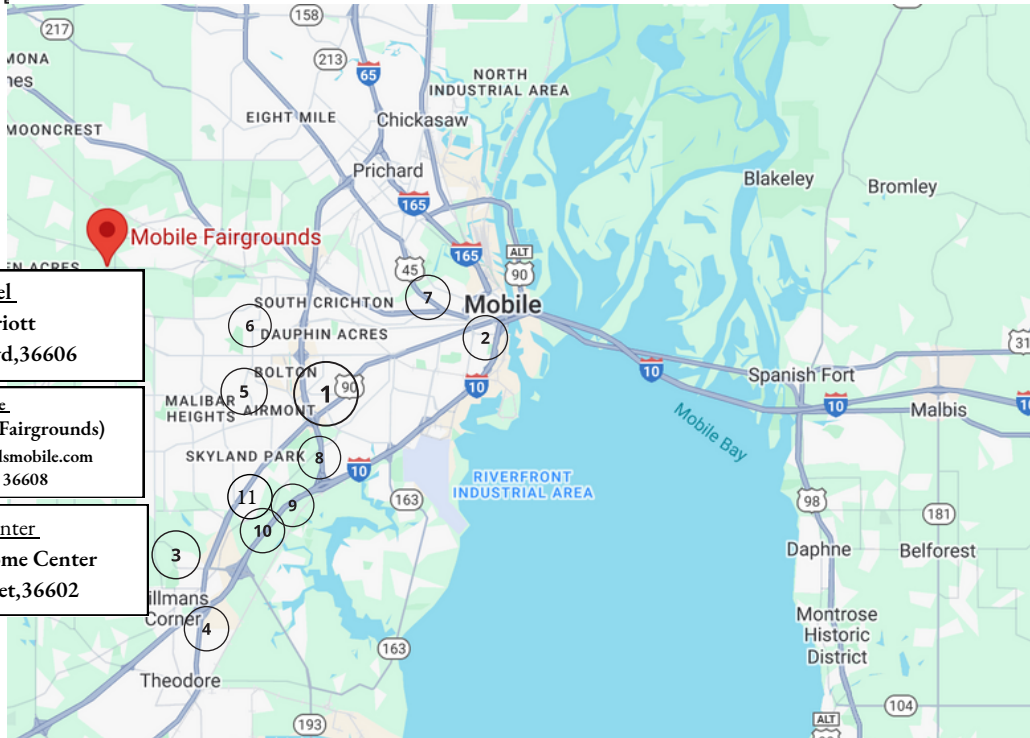 158
217
213
MONA
nes
65
NORTH
INDUSTRIAL AREA
EIGHT MILE
Chickasaw
MOONCREST
Prichard
Blakeley
Bromley
165
Mobile Fairgrounds
165
ALT
90
45
EN ACRES
7
SOUTH CRICHTON
Mobile
6
DAUPHIN ACRES
2
31
riott
rd,36606
10
10
BOLTON
90
1
5
MALIBAR
HEIGHTS
AIRMONT
Spanish Fort
10
Malbis
Mobile Bay
Fairgrounds)
lsmobile.com
36608
SKYLAND PARK
8
10
RIVERFRONT
INDUSTRIAL AREA
11
9
163
98
181
10
nter
ome Center
et,36602
3
Daphne
Belforest
illmans
Corner
4
Montrose
Historic
District
163
Theodore
104
193
ALT